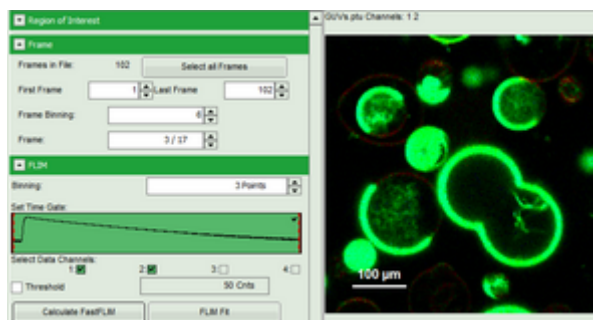 Region of Interest
GUVs.ptu Channels: 1 2
Frame
Frames in File: 102 Select all Frames
First Frame 1 Last Frame 102
Frame Binning: 6
Frame: 3 / 17
FLIM
Binning: 3 Points
Set Time Gate:
Select Data Channels:
1: 2: 3: 4:
Threshold 50 Cnts
Calculate FastFLIM FLIM Fit
100 µm